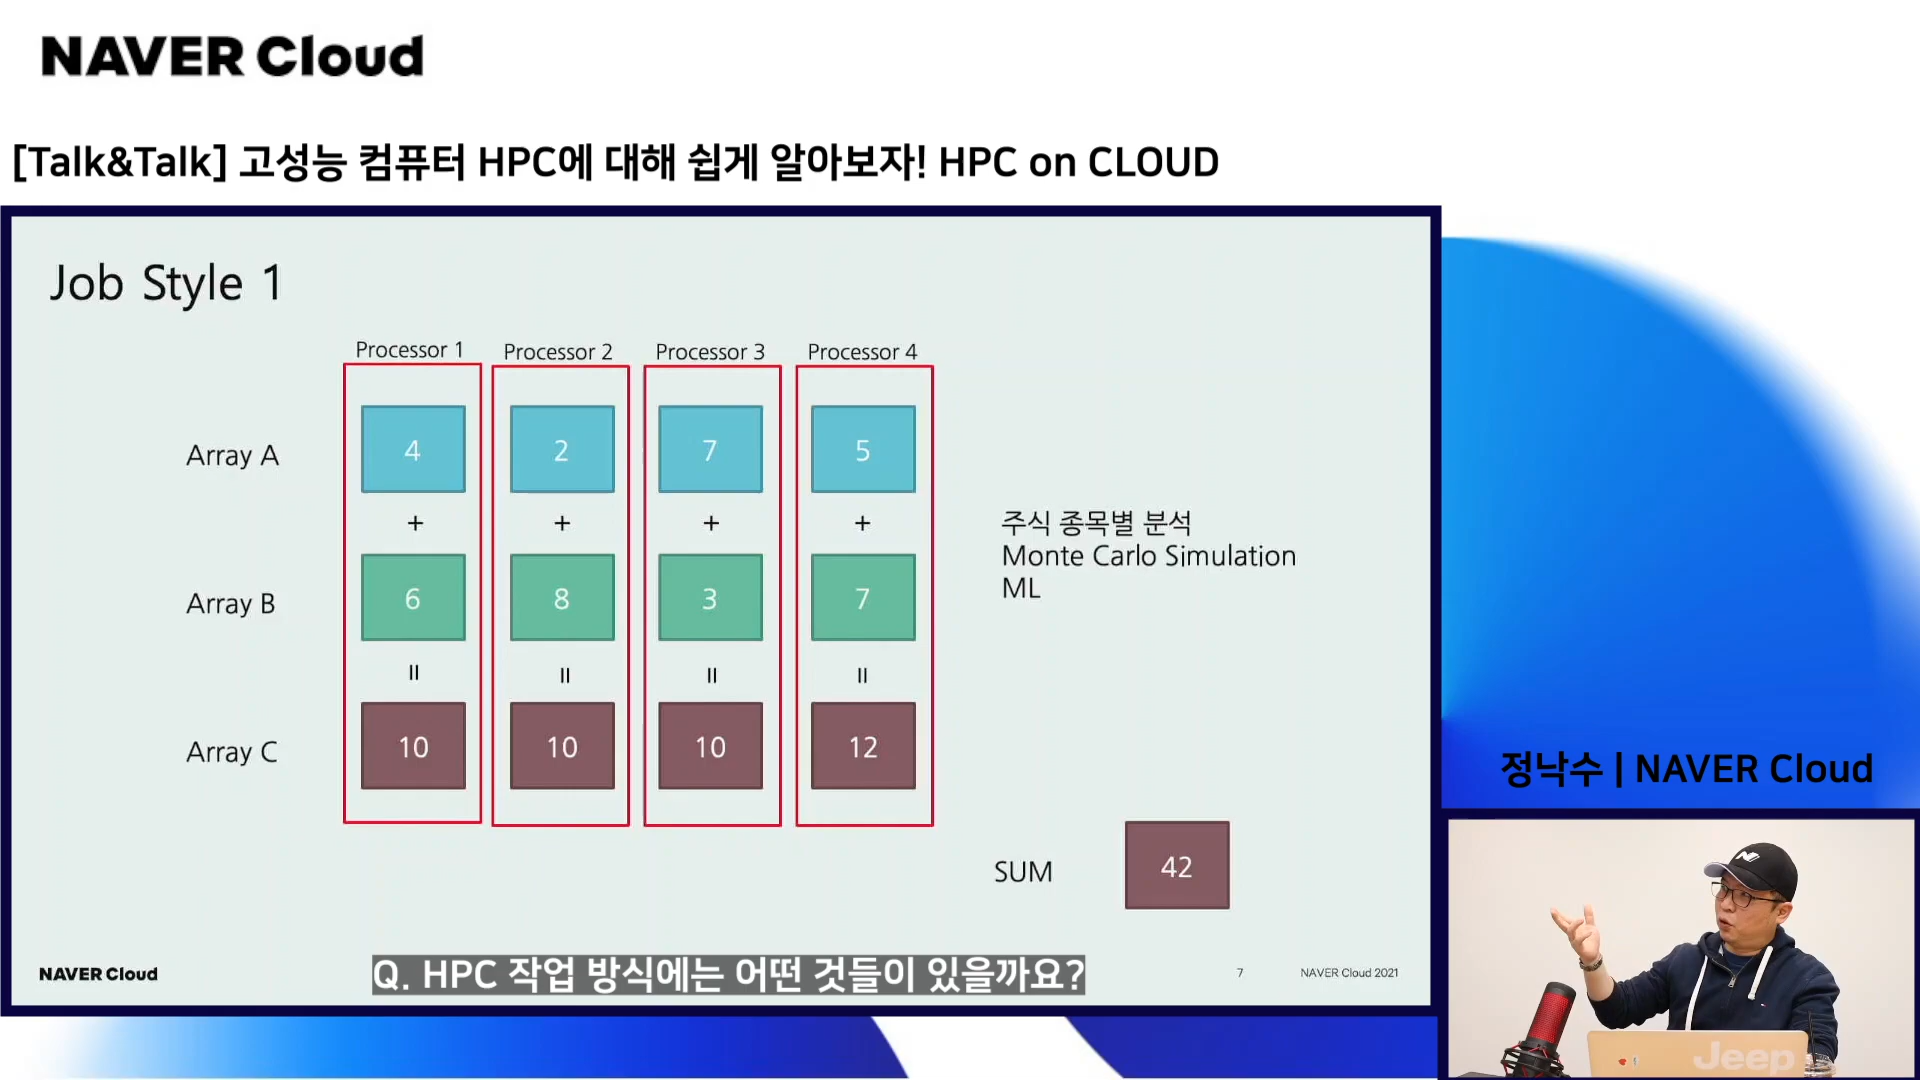 NAVER Cloud
[Talk&Talk] 고성능 컴퓨터 HPC에 대해 쉽게 알아보자! HPC on CLOUD
Job Style 1
Processor 1 Processor 2 Processor 3 Processor 4
Array A 4 2 7 5
+ + + +
Array B 6 8 3 7
= = = =
Array C 10 10 10 12
주식 종목별 분석
Monte Carlo Simulation
ML
SUM 42
NAVER Cloud
Q. HPC 작업 방식에는 어떤 것들이 있을까요?
7
NAVER Cloud 2021
정낙수 | NAVER Cloud
Jeep